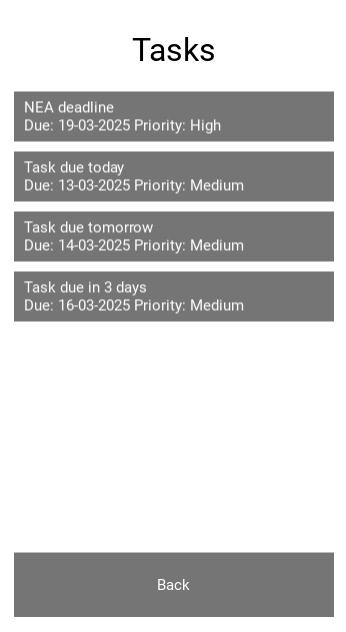 Tasks
NEA deadline
Due: 19-03-2025 Priority: High
Task due today
Due: 13-03-2025 Priority: Medium
Task due tomorrow
Due: 14-03-2025 Priority: Medium
Task due in 3 days
Due: 16-03-2025 Priority: Medium
Back